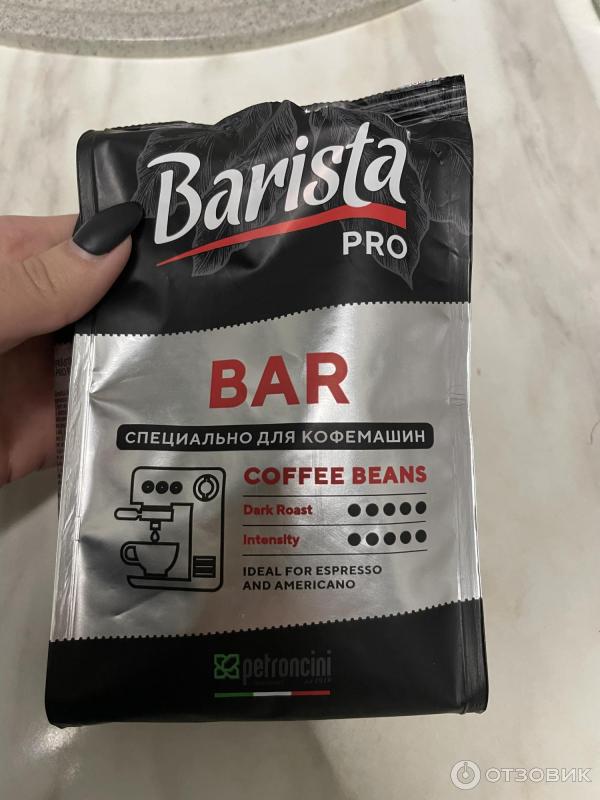 Barista
PRO
BAR
СПЕЦИАЛЬНО ДЛЯ КОФЕМАШИН
COFFEE BEANS
Dark Roast
Intensity
IDEAL FOR ESPRESSO
AND AMERICANO
petroncini
ОТЗОВИК